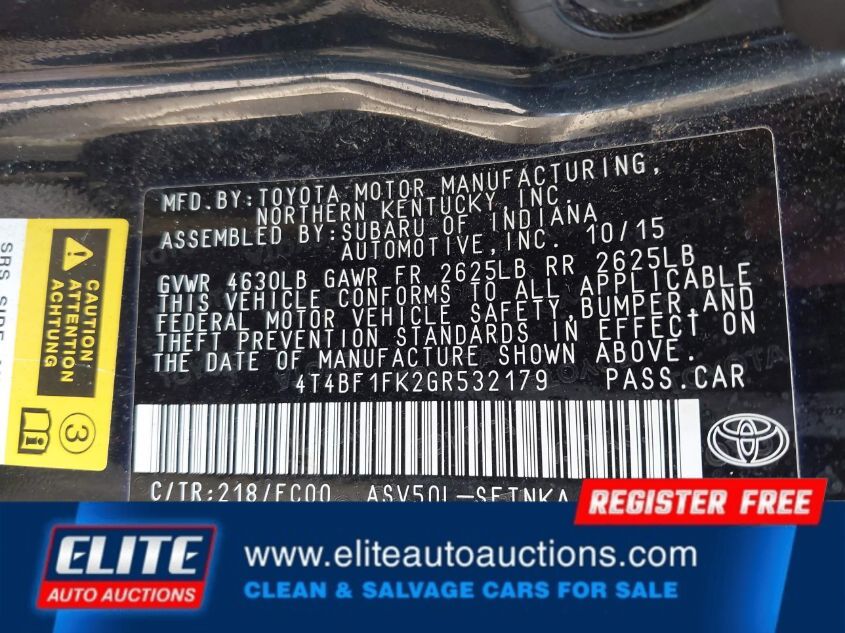 MFD.BY:TOYOTA MOTOR MANUFACTURING,
NORTHERN KENTUCKY, INC.
ASSEMBLED BY:SUBARU OF INDIANA
AUTOMOTIVE,INC. 10/15
GVWR 4630LB GAWR FR 2625LB RR 2625LB
THIS VEHICLE CONFORMS TO ALL APPLICABLE
FEDERAL MOTOR VEHICLE SAFETY,BUMPER,AND
THEFT PREVENTION STANDARDS IN EFFECT ON
THE DATE OF MANUFACTURE SHOWN ABOVE.
4T4BF1FK2GR532179 PASS.CAR
C/TR:218/FC00 ASV50L-SETNKA
CAUTION
ATTENTION
ACHTUNG
SRS SIDE
3
REGISTER FREE
ELITE
AUTO AUCTIONS
www.eliteautoauctions.com
CLEAN & SALVAGE CARS FOR SALE